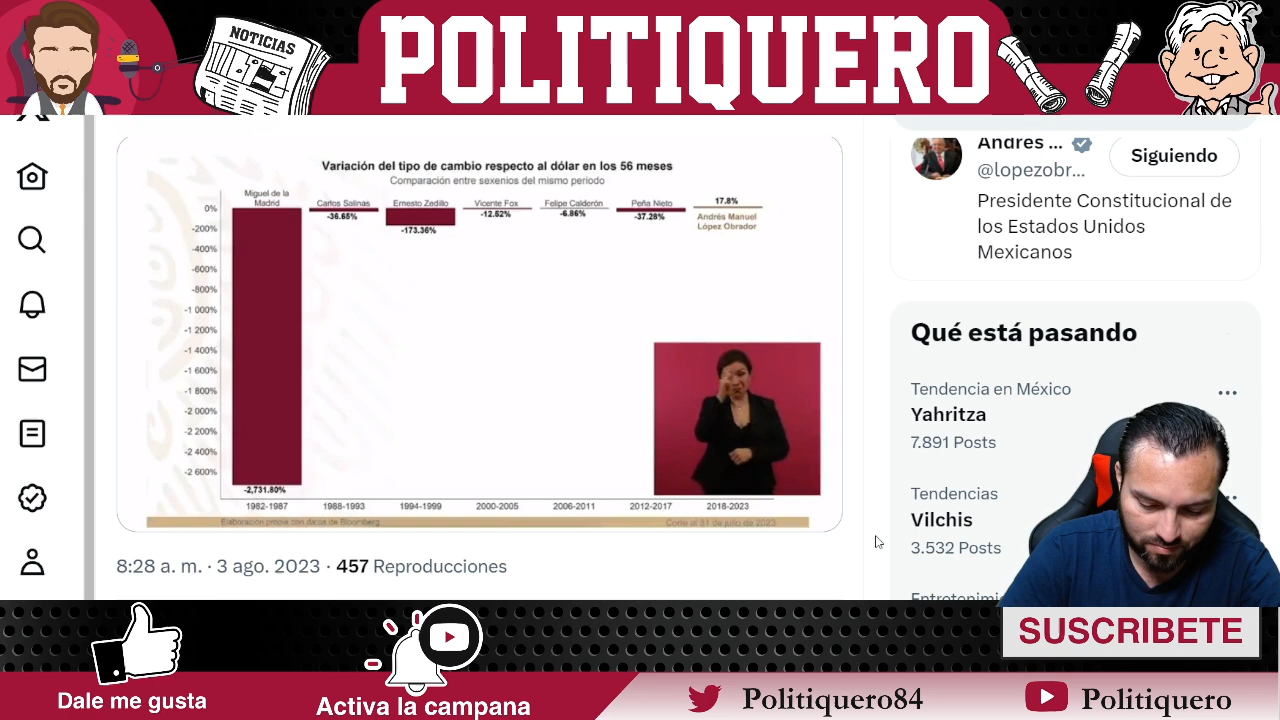 NOTICIAS
POLITIQUERO
Variación del tipo de cambio respecto al dólar en los 56 meses
Comparación entre sexenios del mismo periodo
Miguel de la
Madrid
Carlos Salinas
Ernesto Zedillo
Vicente Fox
Felipe Calderón
Peña Nieto
17.8%
Andrés Manuel
López Obrador
-36.65%
-173.36%
-12.52%
-6.86%
-37.28%
0%
-200%
-400%
-600%
-800%
-1 000%
-1 200%
-1 400%
-1 600%
-1 800%
-2 000%
-2 200%
-2 400%
-2 600%
-2,731.80%
1982-1987
1988-1993
1994-1999
2000-2005
2006-2011
2012-2017
2018-2023
Elaboración propia con datos de Bloomberg
Corte al 31 de julio de 2023
8:28 a. m. · 3 ago. 2023 · 457 Reproducciones
Andrés ...
@lopezobr...
Siguiendo
Presidente Constitucional de
los Estados Unidos
Mexicanos
Qué está pasando
Tendencia en México
Yahritza
7.891 Posts
Tendencias
Vilchis
3.532 Posts
SUSCRIBETE
Dale me gusta
Activa la campana
Politiquero84
Politiquero